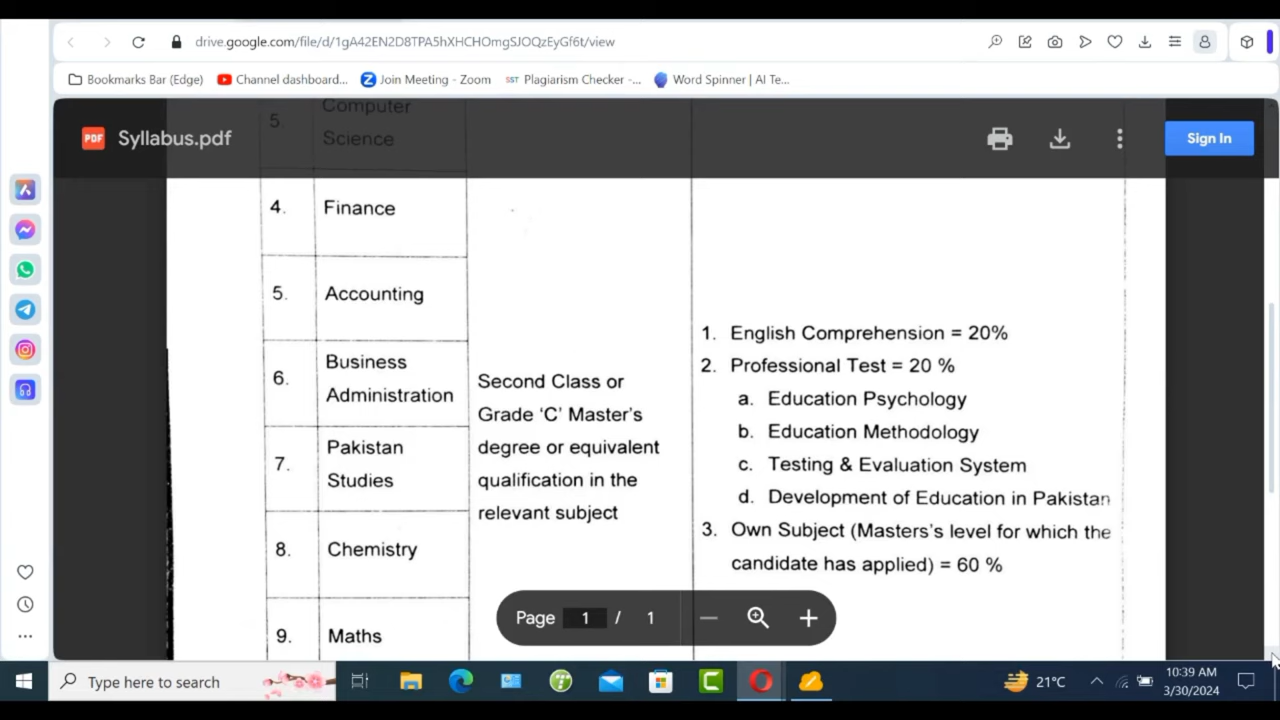 drive.google.com/file/d/1gA42EN2D8TPA5hXHCHOmgSJOQzEyGf6t/view
Bookmarks Bar (Edge)
Channel dashboard...
Join Meeting - Zoom
SST Plagiarism Checker -...
Word Spinner | AI Te...
PDF Syllabus.pdf
Sign In
5. Computer
Science
4. Finance
5. Accounting
6. Business
Administration
7. Pakistan
Studies
8. Chemistry
9. Maths
Second Class or
Grade ‘C’ Master’s
degree or equivalent
qualification in the
relevant subject
1. English Comprehension = 20%
2. Professional Test = 20 %
a. Education Psychology
b. Education Methodology
c. Testing & Evaluation System
d. Development of Education in Pakistan
3. Own Subject (Masters’s level for which the
candidate has applied) = 60 %
Page 1 / 1
Type here to search
21°C
10:39 AM
3/30/2024